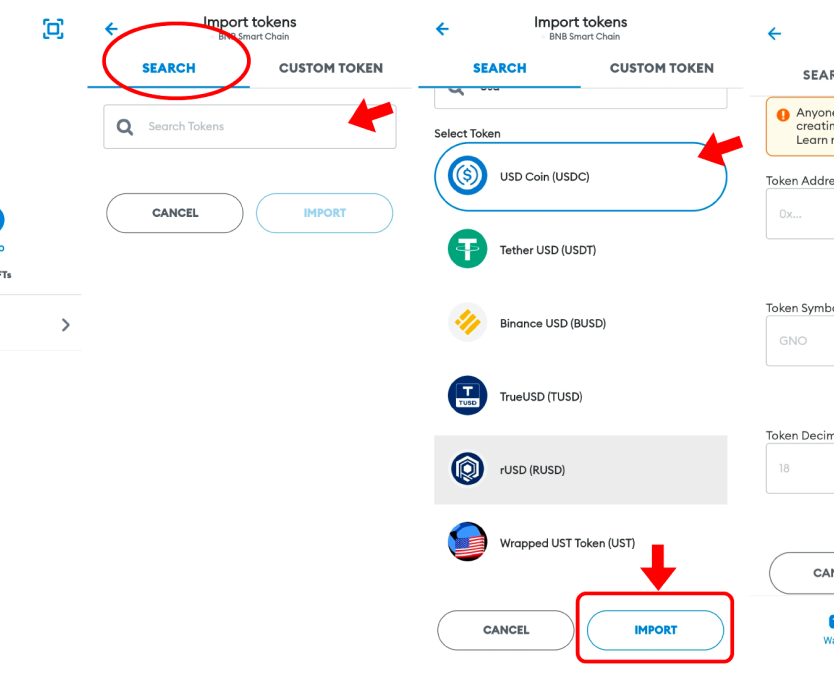 FTs
Import tokens
BNB Smart Chain
SEARCH
CUSTOM TOKEN
Search Tokens
CANCEL
IMPORT
Import tokens
BNB Smart Chain
SEARCH
CUSTOM TOKEN
Select Token
USD Coin (USDC)
Tether USD (USDT)
Binance USD (BUSD)
T
TUSD
TrueUSD (TUSD)
rUSD (RUSD)
Wrapped UST Token (UST)
CANCEL
IMPORT
SEAR
Anyone
creatin
Learn r
Token Addre
0x...
Token Symbo
GNO
Token Decim
18
CAN
Wa